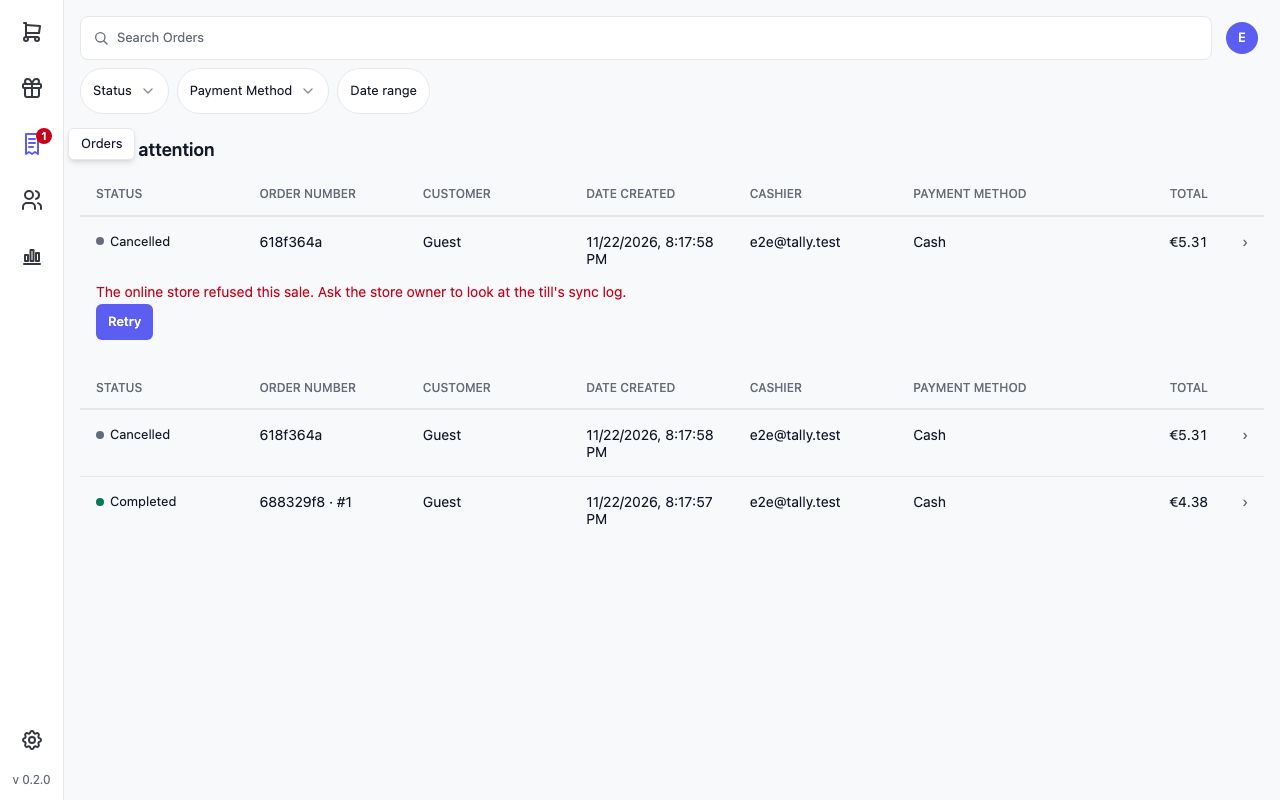 Search Orders
E
Status
Payment Method
Date range
1
Orders
attention
STATUS ORDER NUMBER CUSTOMER DATE CREATED CASHIER PAYMENT METHOD TOTAL
Cancelled 618f364a Guest 11/22/2026, 8:17:58 PM e2e@tally.test Cash €5.31 ›
The online store refused this sale. Ask the store owner to look at the till's sync log.
Retry
STATUS ORDER NUMBER CUSTOMER DATE CREATED CASHIER PAYMENT METHOD TOTAL
Cancelled 618f364a Guest 11/22/2026, 8:17:58 PM e2e@tally.test Cash €5.31 ›
Completed 688329f8 · #1 Guest 11/22/2026, 8:17:57 PM e2e@tally.test Cash €4.38 ›
v 0.2.0